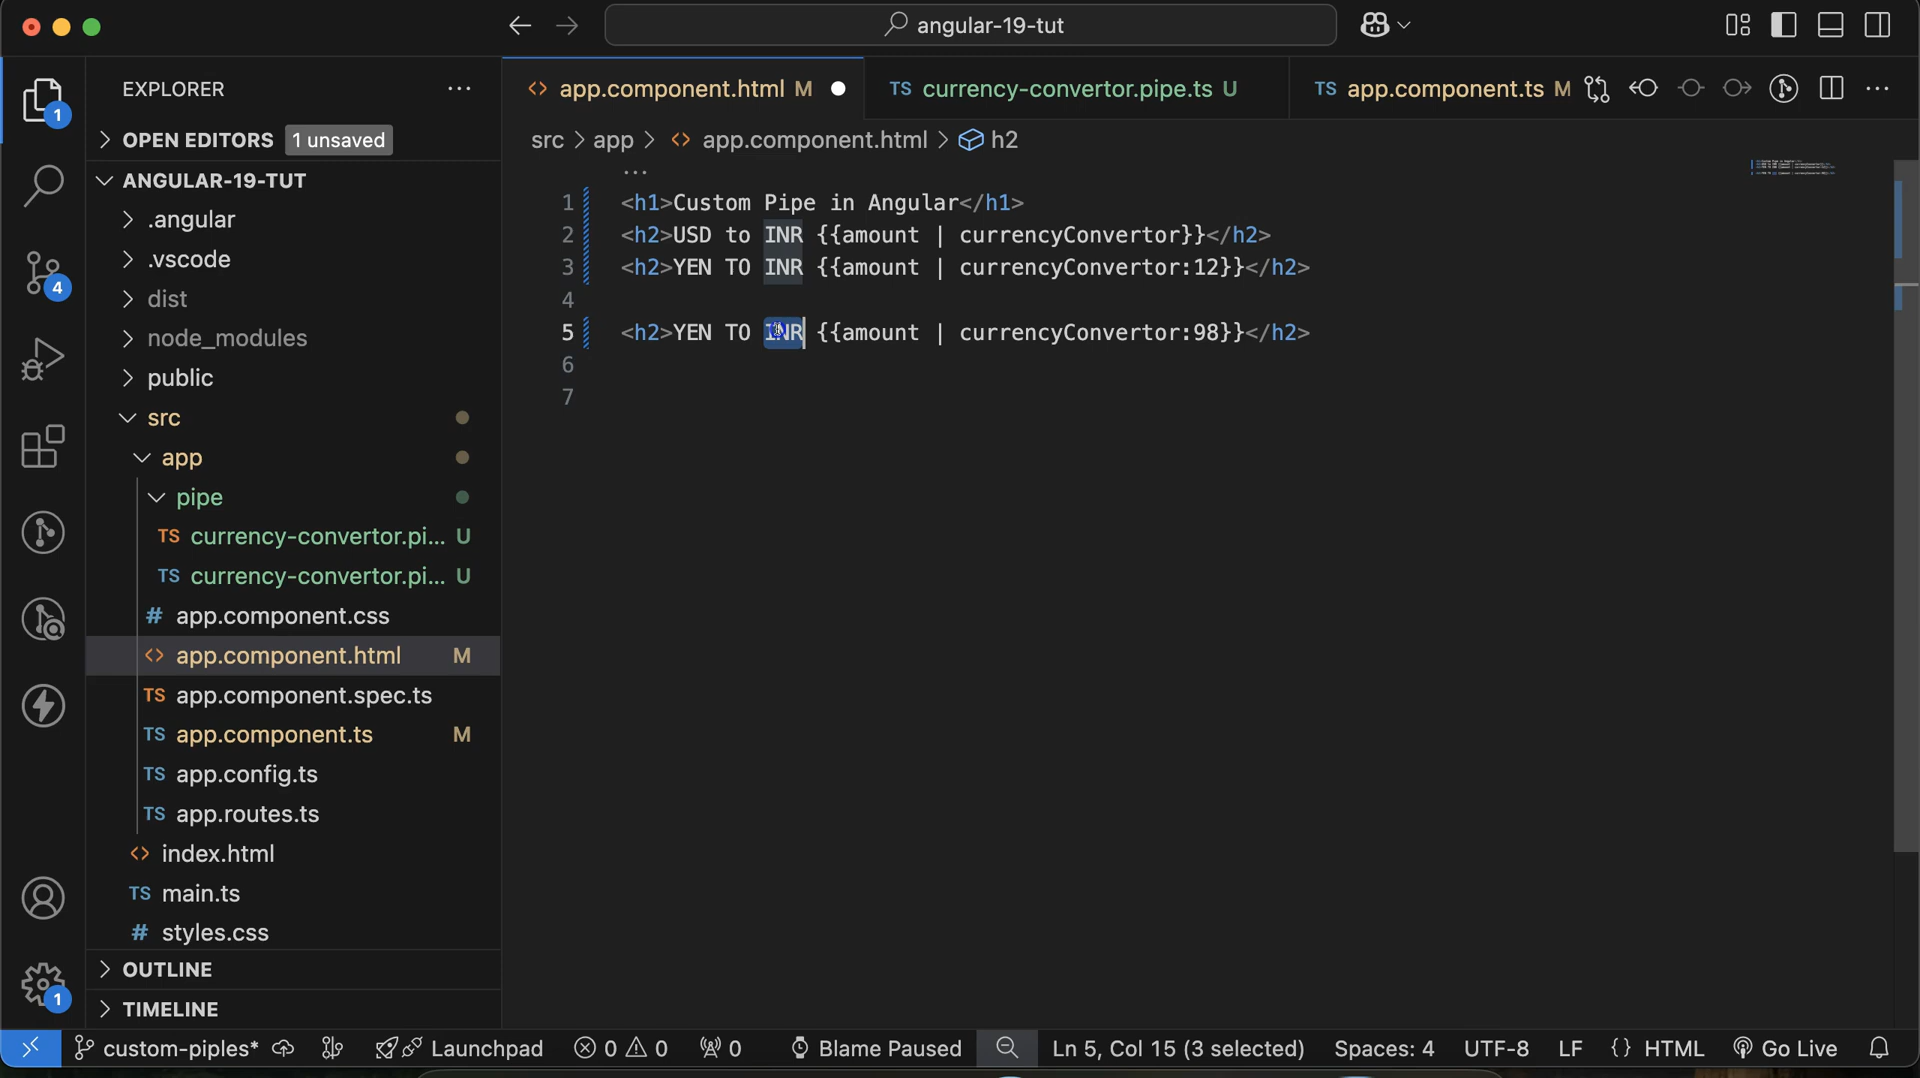 angular-19-tut
EXPLORER
app.component.html M
TS currency-convertor.pipe.ts U
TS app.component.ts M
1
OPEN EDITORS 1 unsaved
src > app > app.component.html > h2
ANGULAR-19-TUT
...
.angular
1 <h1>Custom Pipe in Angular</h1>
2 <h2>USD to INR {{amount | currencyConvertor}}</h2>
.vscode
3 <h2>YEN TO INR {{amount | currencyConvertor:12}}</h2>
4
dist
4
5 <h2>YEN TO INR {{amount | currencyConvertor:98}}</h2>
node_modules
6
public
7
src
app
pipe
TS currency-convertor.pi... U
TS currency-convertor.pi... U
# app.component.css
<> app.component.html M
TS app.component.spec.ts
TS app.component.ts M
TS app.config.ts
TS app.routes.ts
<> index.html
TS main.ts
# styles.css
OUTLINE
1
TIMELINE
custom-piples* Launchpad 0 0 0 Blame Paused Ln 5, Col 15 (3 selected) Spaces: 4 UTF-8 LF {} HTML Go Live